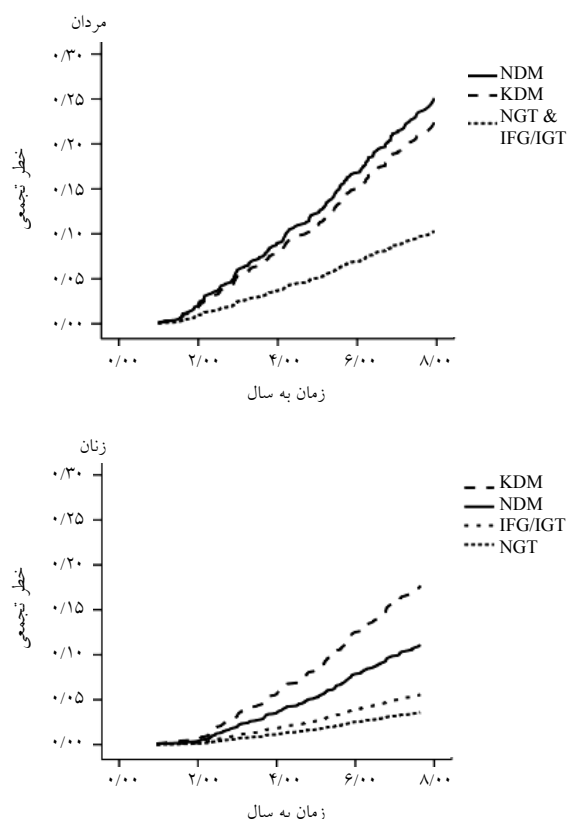 مردان
۰/۳۰
۰/۲۵
۰/۲۰
۰/۱۵
۰/۱۰
۰/۰۵
۰/۰۰
خطر تجمعی
۰/۰۰ ۲/۰۰ ۴/۰۰ ۶/۰۰ ۸/۰۰
زمان به سال
NDM
KDM
NGT &
IFG/IGT
زنان
۰/۳۰
۰/۲۵
۰/۲۰
۰/۱۵
۰/۱۰
۰/۰۵
۰/۰۰
خطر تجمعی
۰/۰۰ ۲/۰۰ ۴/۰۰ ۶/۰۰ ۸/۰۰
زمان به سال
KDM
NDM
IFG/IGT
NGT